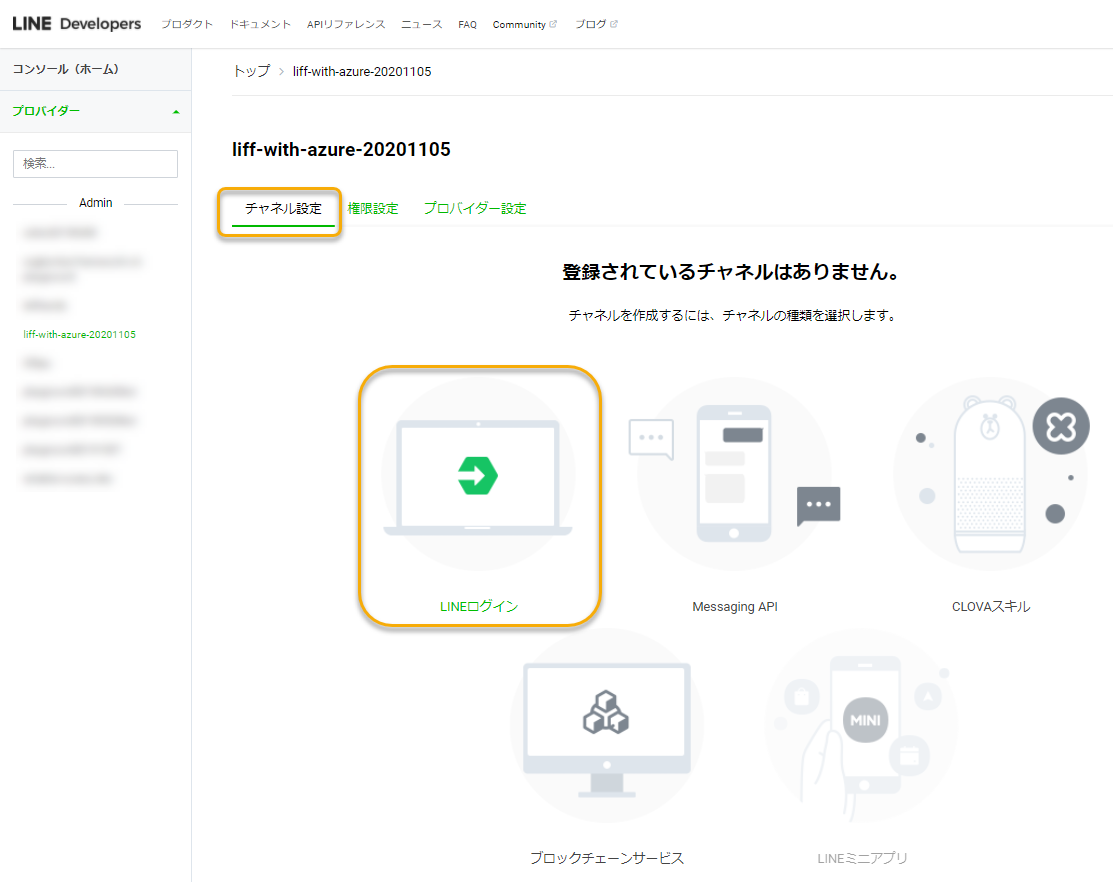 LINE Developers プロダクト ドキュメント APIリファレンス ニュース FAQ Community ブログ
コンソール（ホーム）
プロバイダー
検索...
Admin
liff-with-azure-20201105
トップ > liff-with-azure-20201105
liff-with-azure-20201105
チャネル設定 権限設定 プロバイダー設定
登録されているチャネルはありません。
チャネルを作成するには、チャネルの種類を選択します。
LINEログイン
Messaging API
CLOVAスキル
MINI
ブロックチェーンサービス
LINEミニアプリ